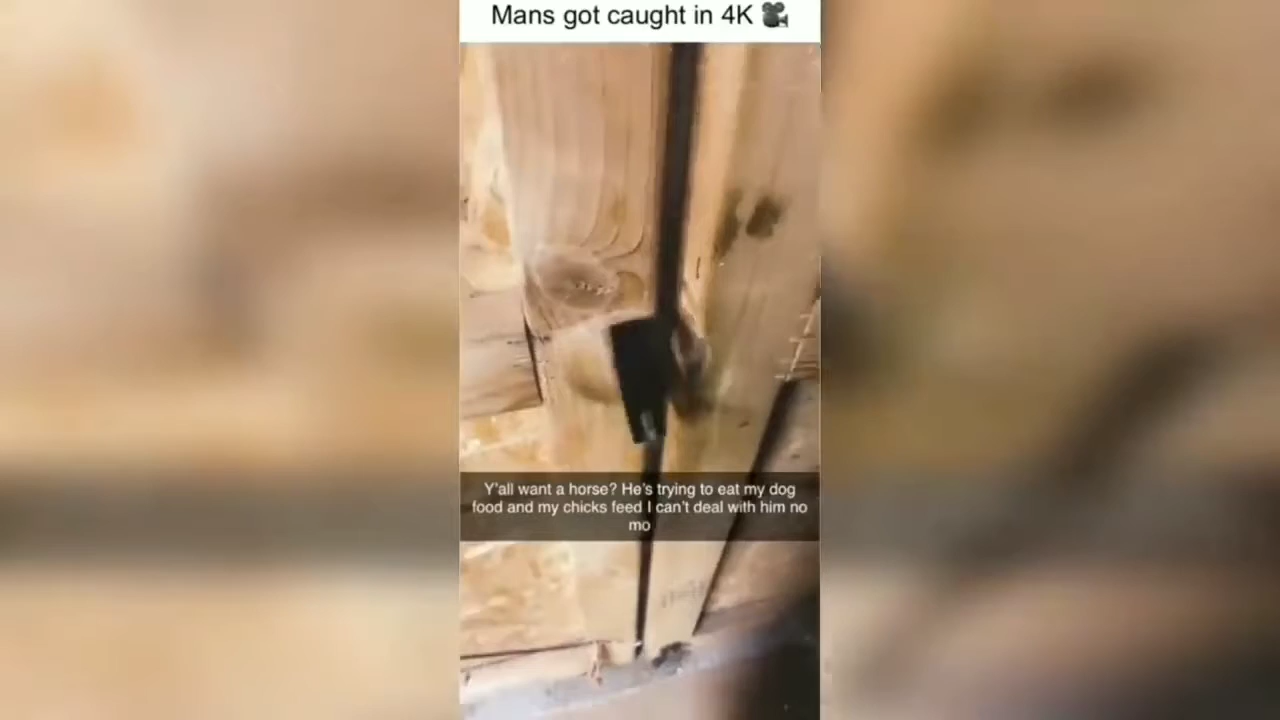 Mans got caught in 4K 🎥
Y'all want a horse? He's trying to eat my dog
food and my chicks feed I can't deal with him no
mo